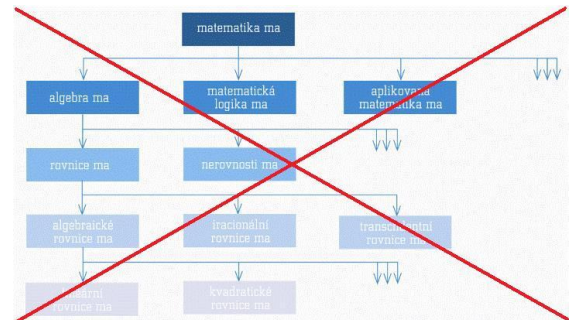 matematika ma
algebra ma
matematická
logika ma
aplikovaná
matematika ma
rovnice ma
nerovnosti ma
algebraické
rovnice ma
iracionální
rovnice ma
transcendentní
rovnice ma
lineární
rovnice ma
kvadratické
rovnice ma